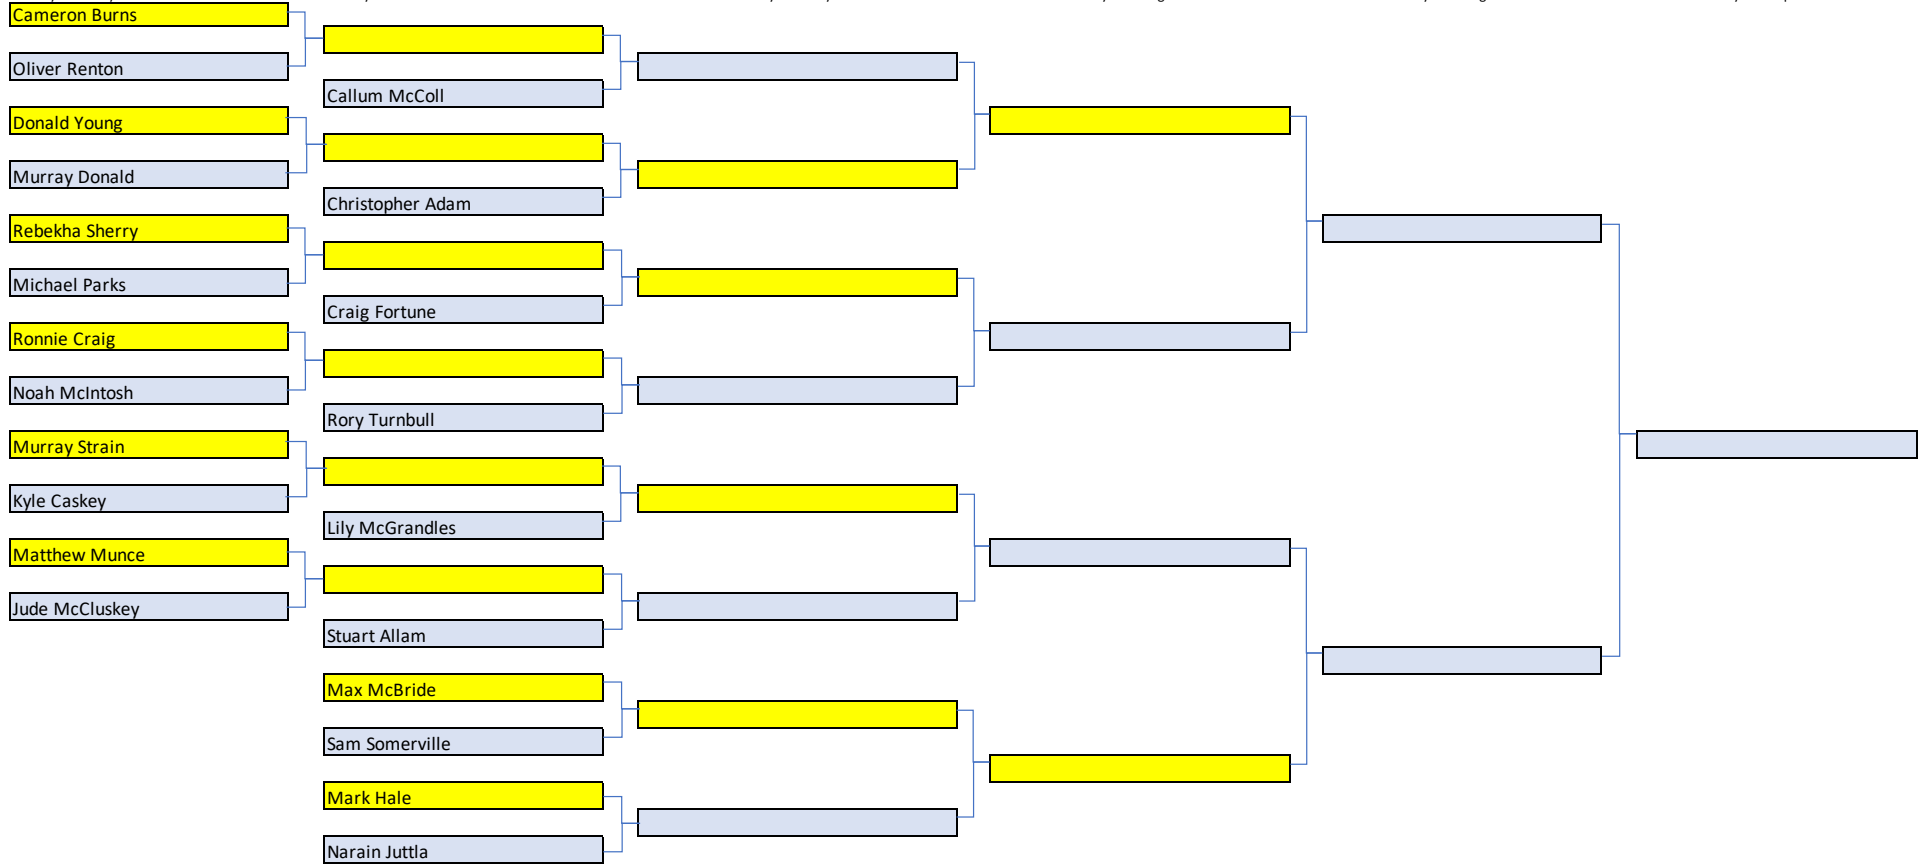 Cameron Burns
Oliver Renton
Donald Young
Murray Donald
Rebekha Sherry
Michael Parks
Ronnie Craig
Noah McIntosh
Murray Strain
Kyle Caskey
Matthew Munce
Jude McCluskey
Callum McColl
Christopher Adam
Craig Fortune
Rory Turnbull
Lily McGrandles
Stuart Allam
Max McBride
Sam Somerville
Mark Hale
Narain Juttla